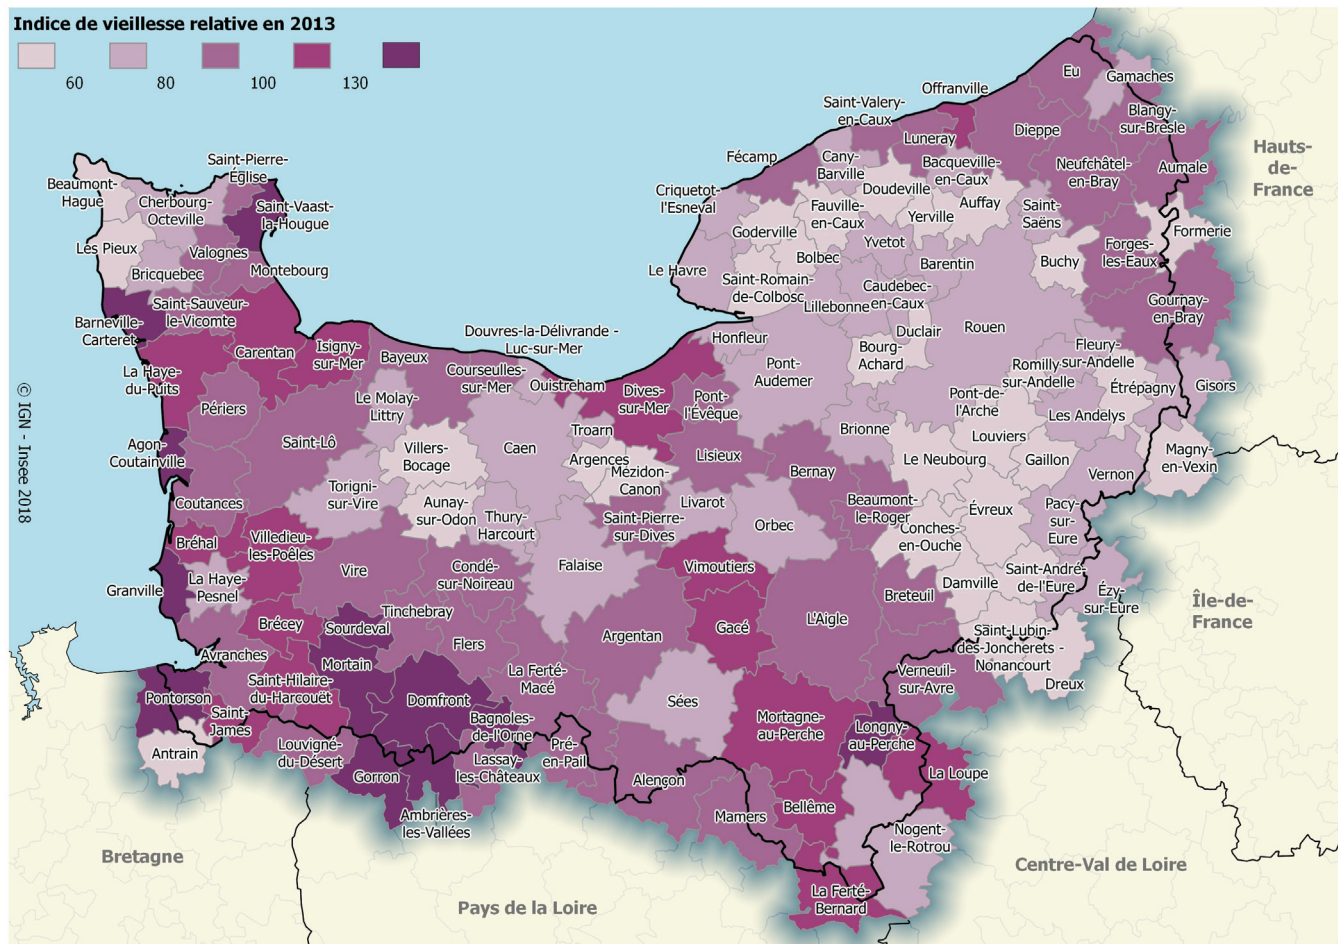 Indice de vieillesse relative en 2013
60 80 100 130
Eu
Gamaches
Offranville
Saint-Valery-
en-Caux
Blangy-
sur-Bresle
Dieppe
Luneray
Hauts-
de-
France
Fécamp
Cany-
Barville
Bacqueville-
en-Caux
Neufchâtel-
en-Bray
Aumale
Saint-Pierre-
Église
Beaumont-
Hague
Cherbourg-
Octeville
Saint-Vaast-
la-Hougue
Criquetot-
l'Esneval
Doudeville
Fauville-
en-Caux
Yerville
Auffay
Saint-
Saëns
Goderville
Formerie
Les Pieux
Valognes
Yvetot
Forges-
les-Eaux
Bricquebec
Montebourg
Le Havre
Bolbec
Barentin
Buchy
Saint-Romain-
de-Colbosc
Caudebec-
en-Caux
Lillebonne
Gournay-
en-Bray
Saint-Sauveur-
le-Vicomte
Barneville-
Carteret
Douvres-la-Délivrande -
Luc-sur-Mer
Duclair
Rouen
Honfleur
Carentan
Isigny-
sur-Mer
Bayeux
Bourg-
Achard
Fleury-
sur-Andelle
La Haye-
du-Puits
Courseulles-
sur-Mer
Ouistreham
Pont-
Audemer
Romilly-
sur-Andelle
Étrépagny
Gisors
© IGN - Insee 2018
Périers
Le Molay-
Littry
Dives-
sur-Mer
Pont-
l'Évêque
Pont-de-
l'Arche
Les Andelys
Agon-
Coutainville
Saint-Lô
Villers-
Bocage
Caen
Troarn
Brionne
Louviers
Argences
Lisieux
Le Neubourg
Gaillon
Magny-
en-Vexin
Mézidon-
Canon
Bernay
Vernon
Coutances
Torigni-
sur-Vire
Aunay-
sur-Odon
Thury-
Harcourt
Saint-Pierre-
sur-Dives
Livarot
Orbec
Beaumont-
le-Roger
Évreux
Pacy-
sur-
Eure
Conches-
en-Ouche
Bréhal
Villedieu-
les-Poêles
Vire
Condé-
sur-Noireau
Falaise
Vimoutiers
La Haye-
Pesnel
Granville
Damville
Saint-André-
de-l'Eure
Ézy-
sur-Eure
Île-de-
France
Breteuil
Tinchebray
Brécey
Sourdeval
Flers
Argentan
Gacé
L'Aigle
Avranches
Mortain
Saint-Lubin-
des-Joncherets -
Nonancourt
La Ferté-
Macé
Verneuil-
sur-Avre
Dreux
Pontorson
Saint-Hilaire-
du-Harcouët
Domfront
Sées
Saint-
James
Bagnoles-
de-l'Orne
Mortagne-
au-Perche
Longny-
au-Perche
Antrain
Louvigné-
du-Désert
Pré-
en-Pail
Gorron
Lassay-
les-Châteaux
Alençon
La Loupe
Ambrières-
les-Vallées
Mamers
Bellême
Nogent-
le-Rotrou
Bretagne
Centre-Val de Loire
La Ferté-
Bernard
Pays de la Loire